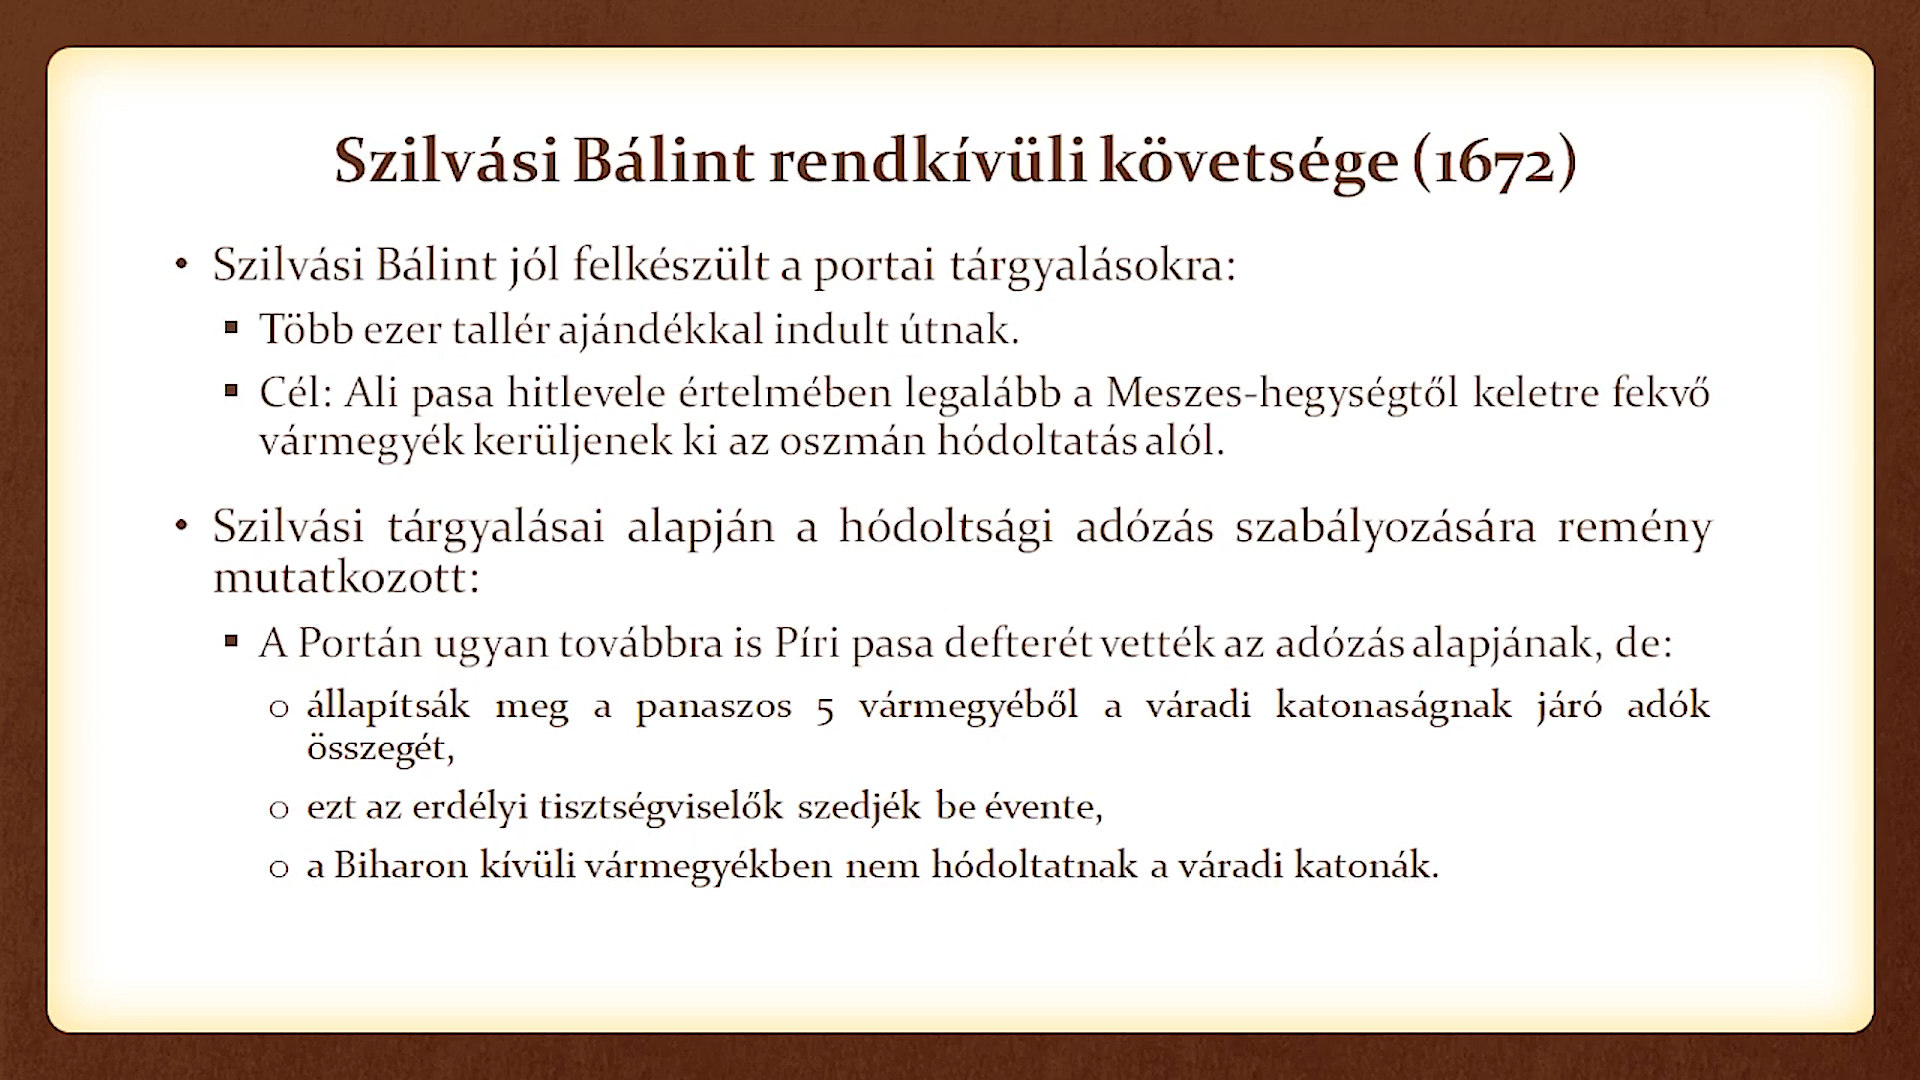 Szilvási Bálint rendkívüli követsége (1672)
• Szilvási Bálint jól felkészült a portai tárgyalásokra:
▪ Több ezer tallér ajándékkal indult útnak.
▪ Cél: Ali pasa hitlevele értelmében legalább a Meszes-hegységtől keletre fekvő
vármegyék kerüljenek ki az oszmán hódoltatás alól.
• Szilvási tárgyalásai alapján a hódoltsági adózás szabályozására remény
mutatkozott:
▪ A Portán ugyan továbbra is Píri pasa defterét vették az adózás alapjának, de:
o állapítsák meg a panaszos 5 vármegyéből a váradi katonaságnak járó adók
összegét,
o ezt az erdélyi tisztségviselők szedjék be évente,
o a Biharon kívüli vármegyékben nem hódoltatnak a váradi katonák.